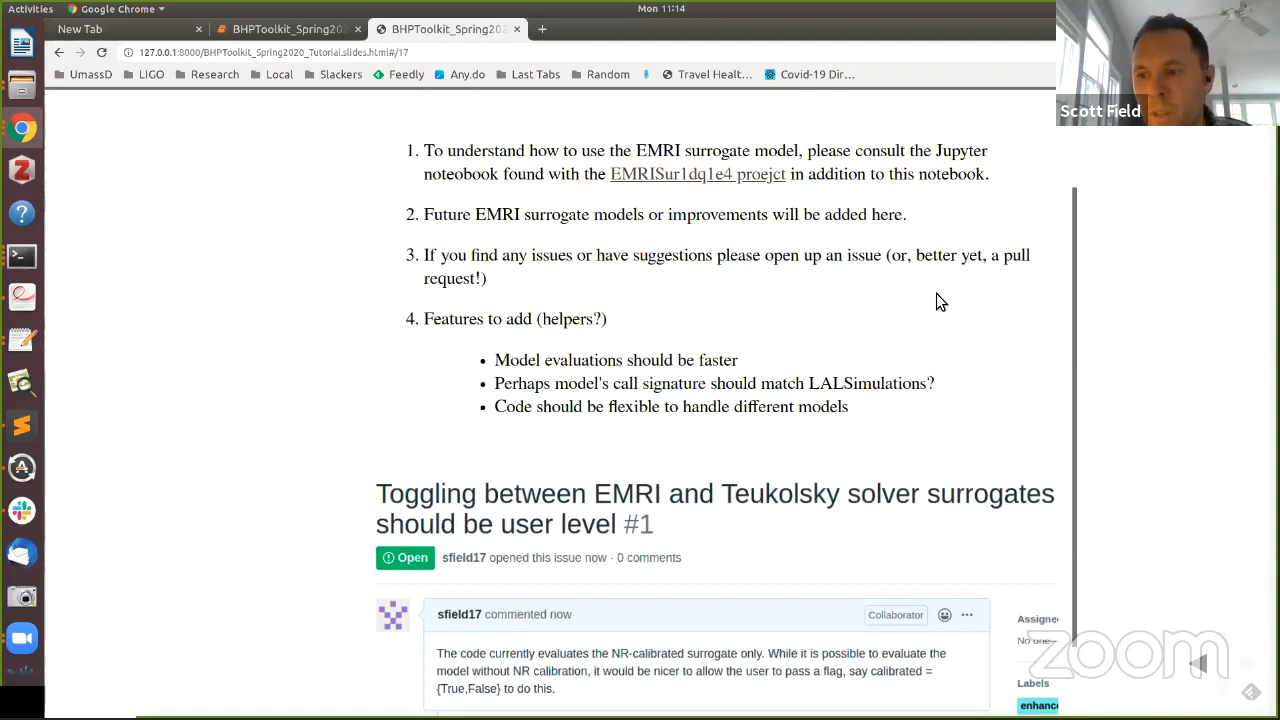 Activities
Google Chrome
Mon 11:14
New Tab
BHPToolkit_Spring202
BHPToolkit_Spring202
127.0.0.1:8000/BHPToolkit_Spring2020_Tutorial.slides.html#/17
UmassD
LIGO
Research
Local
Slackers
Feedly
Any.do
Last Tabs
Random
Travel Healt…
Covid-19 Dir…
Scott Field
1. To understand how to use the EMRI surrogate model, please consult the Jupyter
noteobook found with the EMRISur1dq1e4 proejct in addition to this notebook.
2. Future EMRI surrogate models or improvements will be added here.
3. If you find any issues or have suggestions please open up an issue (or, better yet, a pull
request!)
4. Features to add (helpers?)
• Model evaluations should be faster
• Perhaps model's call signature should match LALSimulations?
• Code should be flexible to handle different models
Toggling between EMRI and Teukolsky solver surrogates
should be user level #1
Open
sfield17 opened this issue now · 0 comments
sfield17 commented now
Collaborator
The code currently evaluates the NR-calibrated surrogate only. While it is possible to evaluate the
model without NR calibration, it would be nicer to allow the user to pass a flag, say calibrated =
{True,False} to do this.
Assigne
No one
Labels
enhanc
zoom